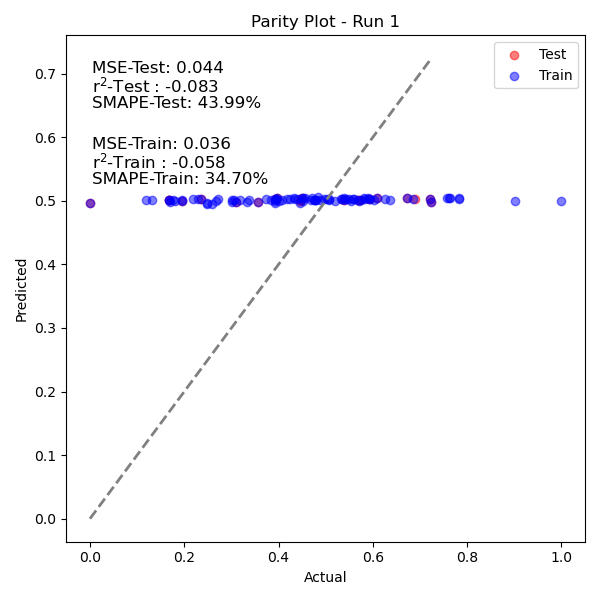 Parity Plot - Run 1
MSE-Test: 0.044
r²-Test : -0.083
SMAPE-Test: 43.99%
MSE-Train: 0.036
r²-Train : -0.058
SMAPE-Train: 34.70%
Test
Train
Predicted
0.7
0.6
0.5
0.4
0.3
0.2
0.1
0.0
0.0 0.2 0.4 0.6 0.8 1.0
Actual